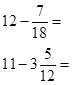 12 − 7/18 =
11 − 3 5/12 =